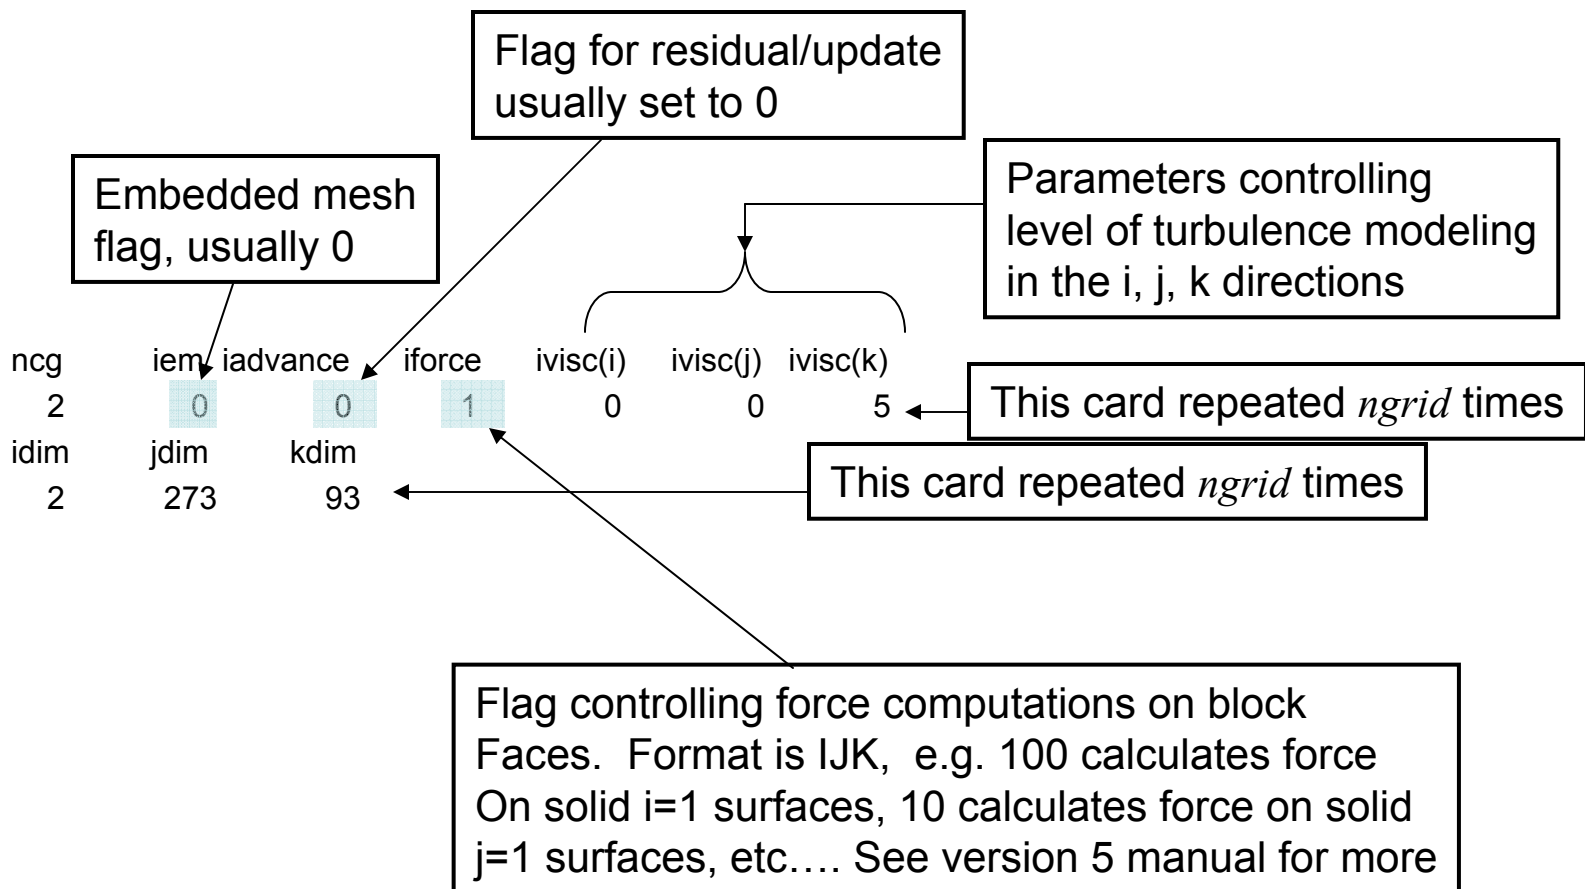 Flag for residual/update
usually set to 0
Embedded mesh
flag, usually 0
Parameters controlling
level of turbulence modeling
in the i, j, k directions
ncg iem iadvance iforce ivisc(i) ivisc(j) ivisc(k)
2 0 0 1 0 0 5
This card repeated ngrid times
idim jdim kdim
2 273 93
This card repeated ngrid times
Flag controlling force computations on block
Faces. Format is IJK, e.g. 100 calculates force
On solid i=1 surfaces, 10 calculates force on solid
j=1 surfaces, etc.... See version 5 manual for more